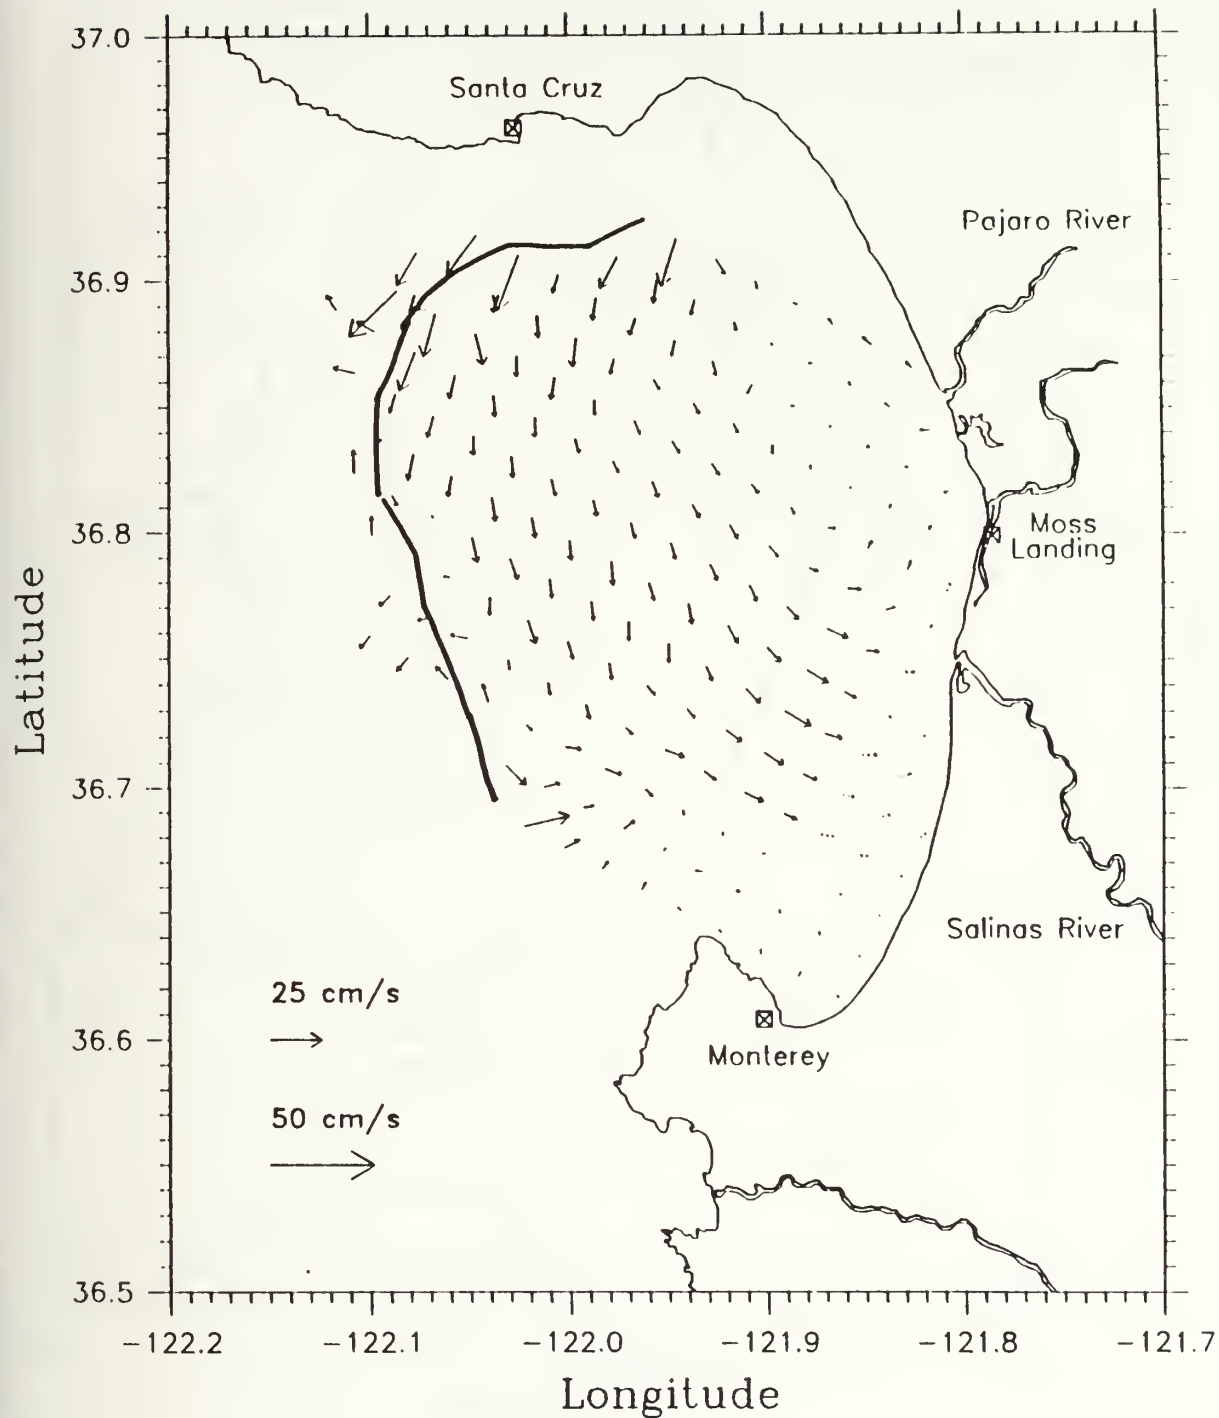 37.0
Santa Cruz
Pajaro River
36.9
Moss
Landing
36.8
Latitude
36.7
Salinas River
25 cm/s
36.6
Monterey
50 cm/s
36.5
-122.2 -122.1 -122.0 -121.9 -121.8 -121.7
Longitude